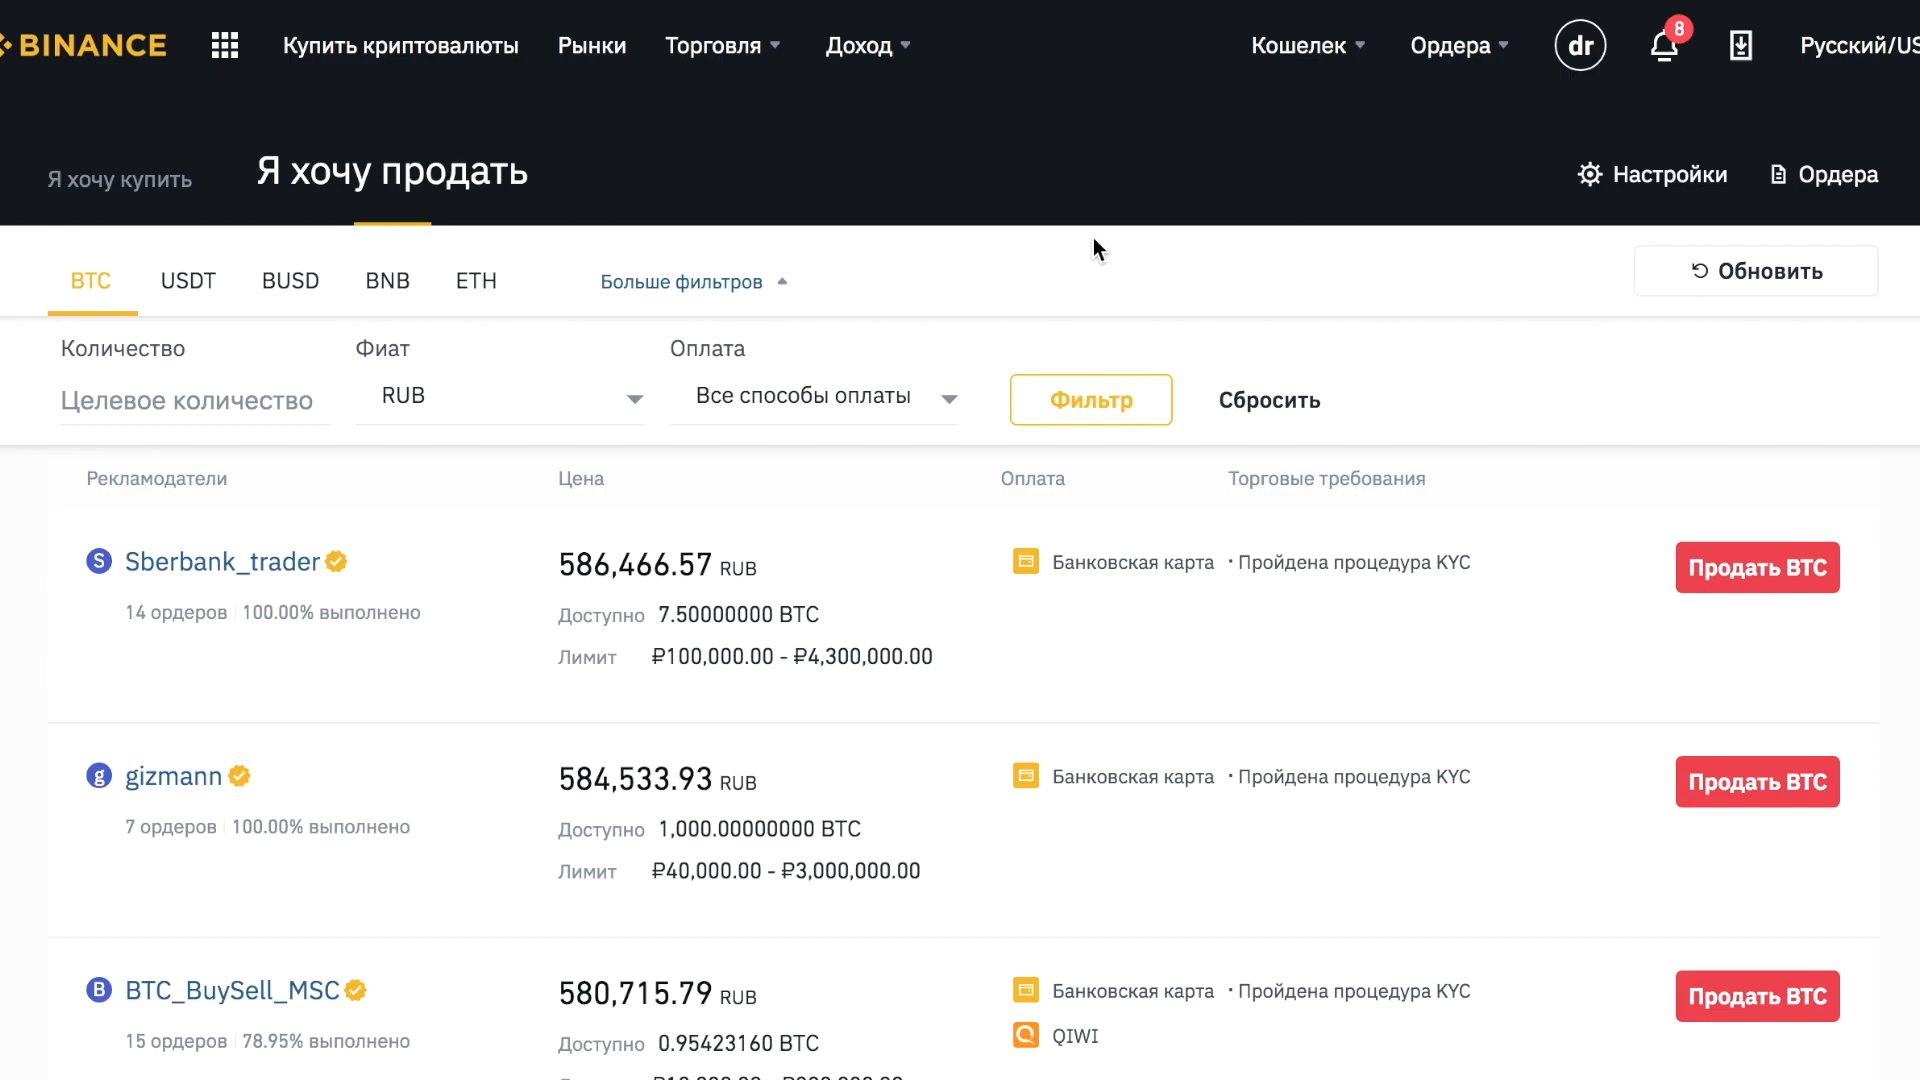 BINANCE
Купить криптовалюты Рынки Торговля Доход Кошелек Ордера dr 8 Русский/US
Я хочу купить Я хочу продать Настройки Ордера
BTC USDT BUSD BNB ETH Больше фильтров Обновить
Количество Фиат Оплата
Целевое количество RUB Все способы оплаты Фильтр Сбросить
Рекламодатели Цена Оплата Торговые требования
S Sberbank_trader 586,466.57 RUB Банковская карта · Пройдена процедура KYC Продать BTC
14 ордеров | 100.00% выполнено Доступно 7.50000000 BTC
Лимит ₽100,000.00 - ₽4,300,000.00
g gizmann 584,533.93 RUB Банковская карта · Пройдена процедура KYC Продать BTC
7 ордеров | 100.00% выполнено Доступно 1,000.00000000 BTC
Лимит ₽40,000.00 - ₽3,000,000.00
B BTC_BuySell_MSC 580,715.79 RUB Банковская карта · Пройдена процедура KYC Продать BTC
QIWI
15 ордеров | 78.95% выполнено Доступно 0.95423160 BTC